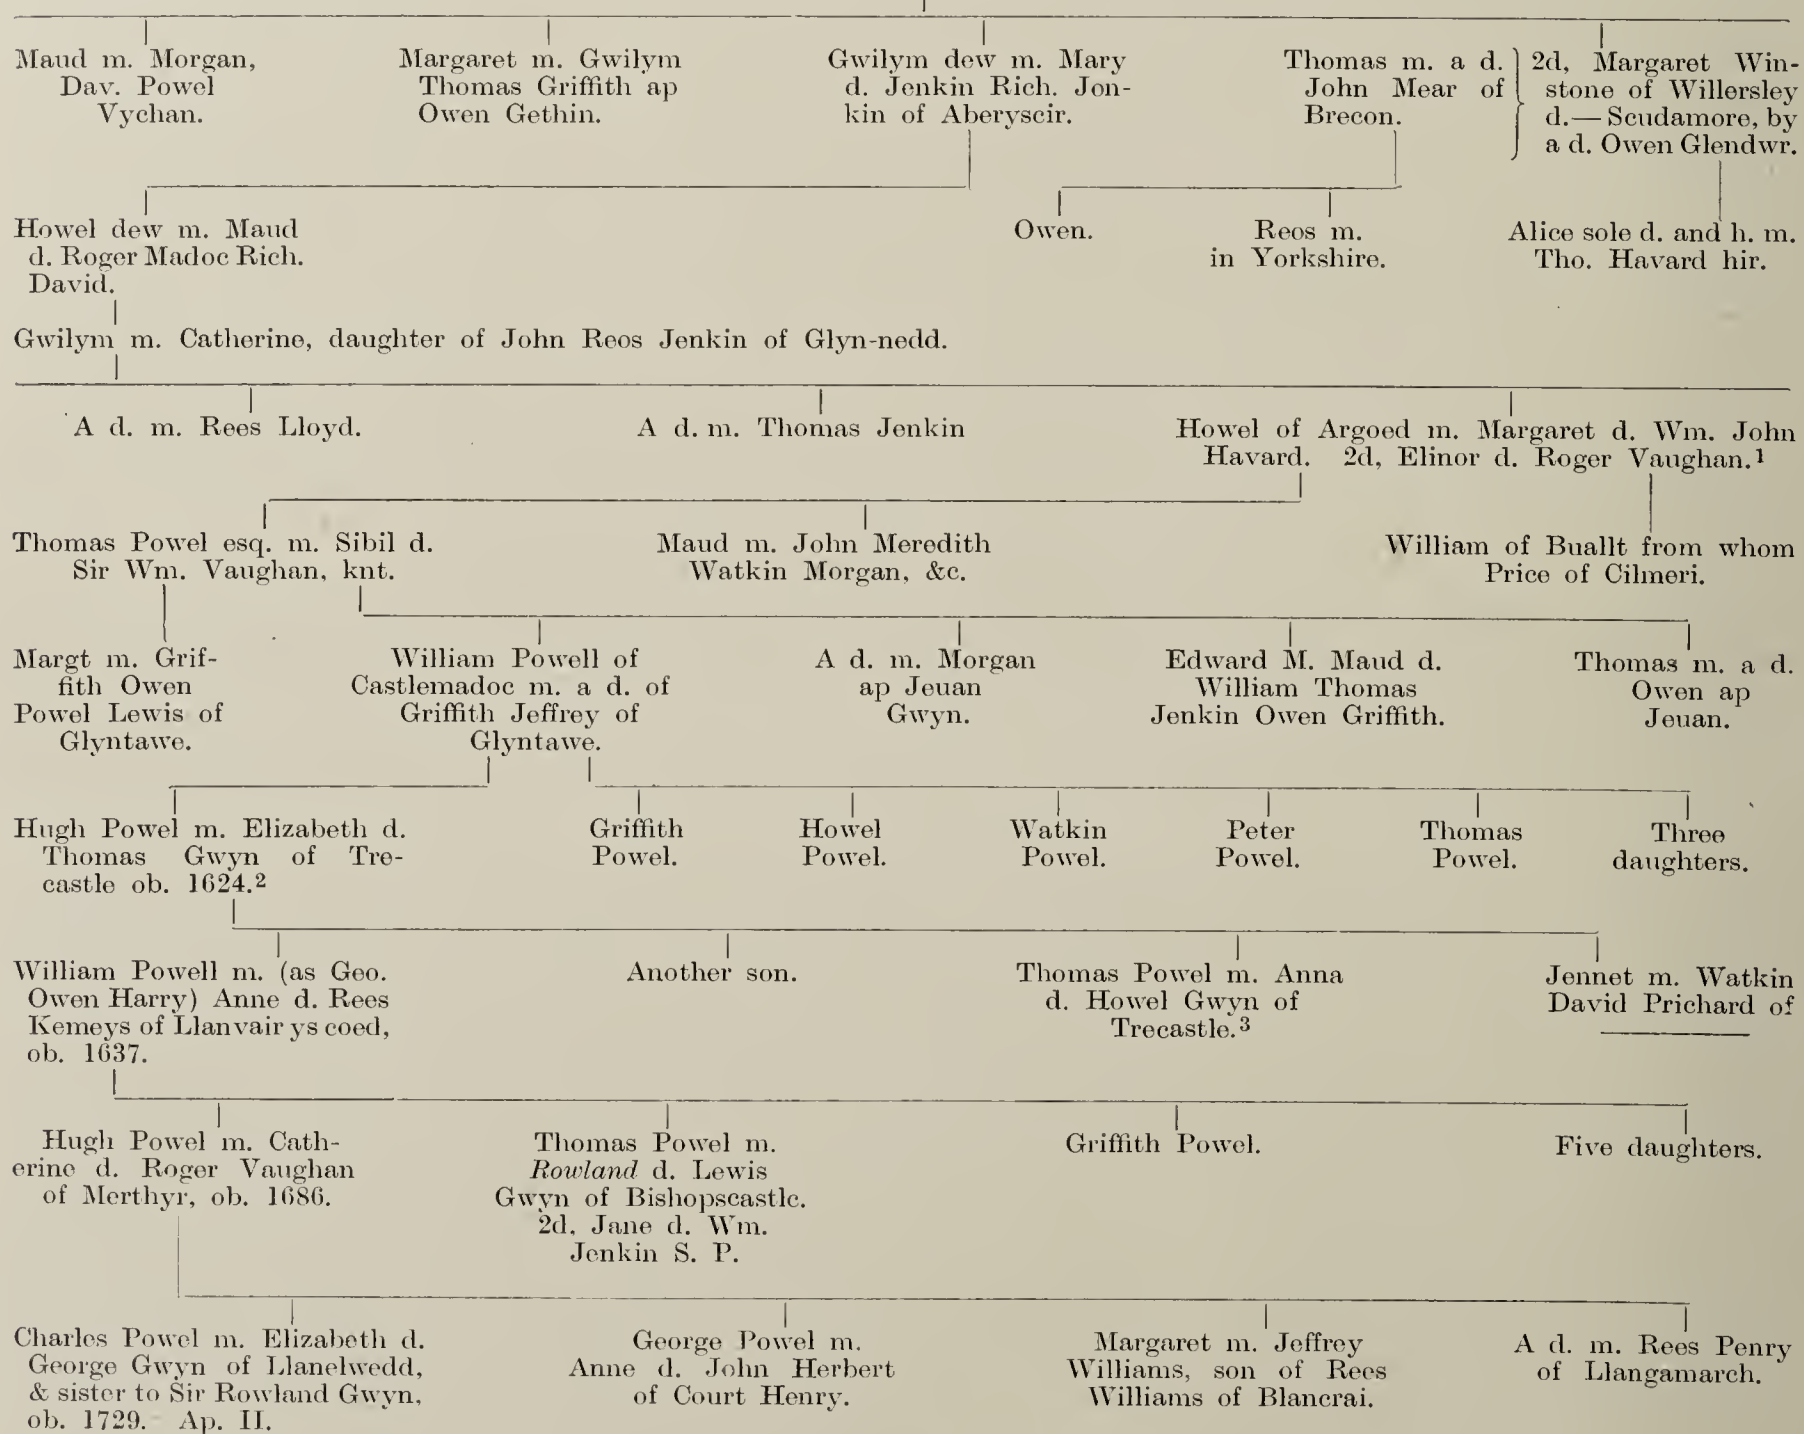 Maud m. Morgan,
Dav. Powel
Vychan.
Margaret m. Gwilym
Thomas Griffith ap
Owen Gethin.
Gwilym dew m. Mary
d. Jenkin Rich. Jon-
kin of Aberyscir.
Thomas m. a d.
John Mear of
Brecon.
2d, Margaret Win-
stone of Willersley
d.— Scudamore, by
a d. Owen Glendwr.
Howel dew m. Maud
d. Roger Madoc Rich.
David.
Owen.
Reos m.
in Yorkshire.
Alice sole d. and h. m.
Tho. Havard hir.
Gwilym m. Catherine, daughter of John Reos Jenkin of Glyn-nedd.
A d. m. Rees Lloyd.
A d. m. Thomas Jenkin
Howel of Argoed m. Margaret d. Wm. John
Havard. 2d, Elinor d. Roger Vaughan.1
Thomas Powel esq. m. Sibil d.
Sir Wm. Vaughan, knt.
Maud m. John Meredith
Watkin Morgan, &c.
William of Buallt from whom
Price of Cilmeri.
Margt m. Grif-
fith Owen
Powel Lewis of
Glyntawe.
William Powell of
Castlemadoc m. a d. of
Griffith Jeffrey of
Glyntawe.
A d. m. Morgan
ap Jeuan
Gwyn.
Edward M. Maud d.
William Thomas
Jenkin Owen Griffith.
Thomas m. a d.
Owen ap
Jeuan.
Hugh Powel m. Elizabeth d.
Thomas Gwyn of Tre-
castle ob. 1624.2
Griffith
Powel.
Howel
Powel.
Watkin
Powel.
Peter
Powel.
Thomas
Powel.
Three
daughters.
William Powell m. (as Geo.
Owen Harry) Anne d. Rees
Kemeys of Llanvair ys coed,
ob. 1637.
Another son.
Thomas Powel m. Anna
d. Howel Gwyn of
Trecastle.3
Jennet m. Watkin
David Prichard of
Hugh Powel m. Cath-
erine d. Roger Vaughan
of Merthyr, ob. 1686.
Thomas Powel m.
Rowland d. Lewis
Gwyn of Bishopscastle.
2d, Jane d. Wm.
Jenkin S. P.
Griffith Powel.
Five daughters.
Charles Powel m. Elizabeth d.
George Gwyn of Llanelwedd,
& sister to Sir Rowland Gwyn,
ob. 1729. Ap. II.
George Powel m.
Anne d. John Herbert
of Court Henry.
Margaret m. Jeffrey
Williams, son of Rees
Williams of Blancrai.
A d. m. Rees Penry
of Llangamarch.